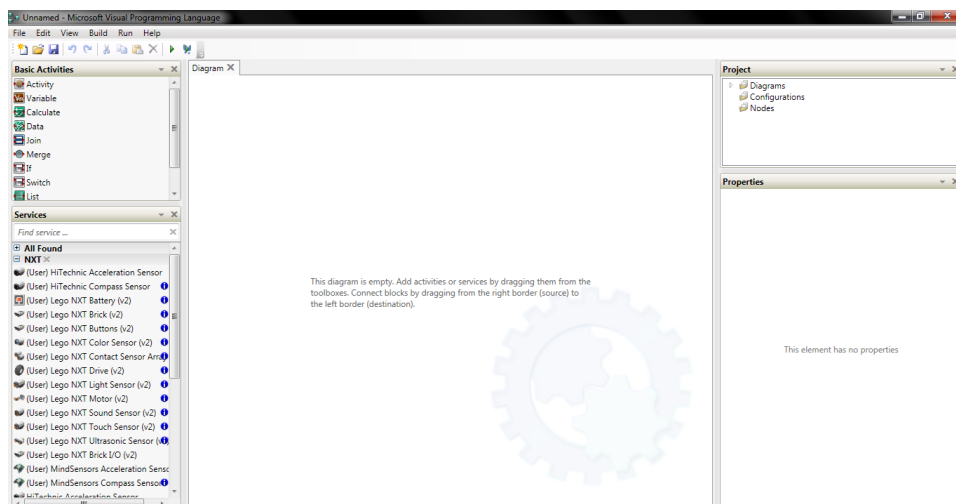 Unnamed - Microsoft Visual Programming Language
File Edit View Build Run Help
Basic Activities
Activity
Variable
Calculate
Data
Join
Merge
If
Switch
List
Services
Find service ...
All Found
NXT
(User) HiTechnic Acceleration Sensor
(User) HiTechnic Compass Sensor
(User) Lego NXT Battery (v2)
(User) Lego NXT Brick (v2)
(User) Lego NXT Buttons (v2)
(User) Lego NXT Color Sensor (v2)
(User) Lego NXT Contact Sensor Array
(User) Lego NXT Drive (v2)
(User) Lego NXT Light Sensor (v2)
(User) Lego NXT Motor (v2)
(User) Lego NXT Sound Sensor (v2)
(User) Lego NXT Touch Sensor (v2)
(User) Lego NXT Ultrasonic Sensor (v
(User) Lego NXT Brick I/O (v2)
(User) MindSensors Acceleration Senso
(User) MindSensors Compass Sensor
HiTechnic Acceleration Sensor
Diagram
This diagram is empty. Add activities or services by dragging them from the
toolboxes. Connect blocks by dragging from the right border (source) to
the left border (destination).
Project
Diagrams
Configurations
Nodes
Properties
This element has no properties